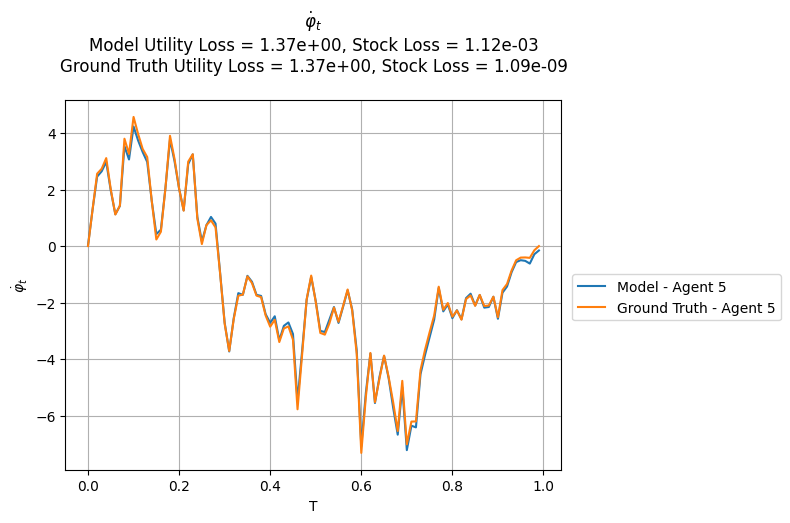 φ̇ₜ
Model Utility Loss = 1.37e+00, Stock Loss = 1.12e-03
Ground Truth Utility Loss = 1.37e+00, Stock Loss = 1.09e-09
4
2
0
−2
−4
−6
φ̇ₜ
0.0 0.2 0.4 0.6 0.8 1.0
T
Model - Agent 5
Ground Truth - Agent 5